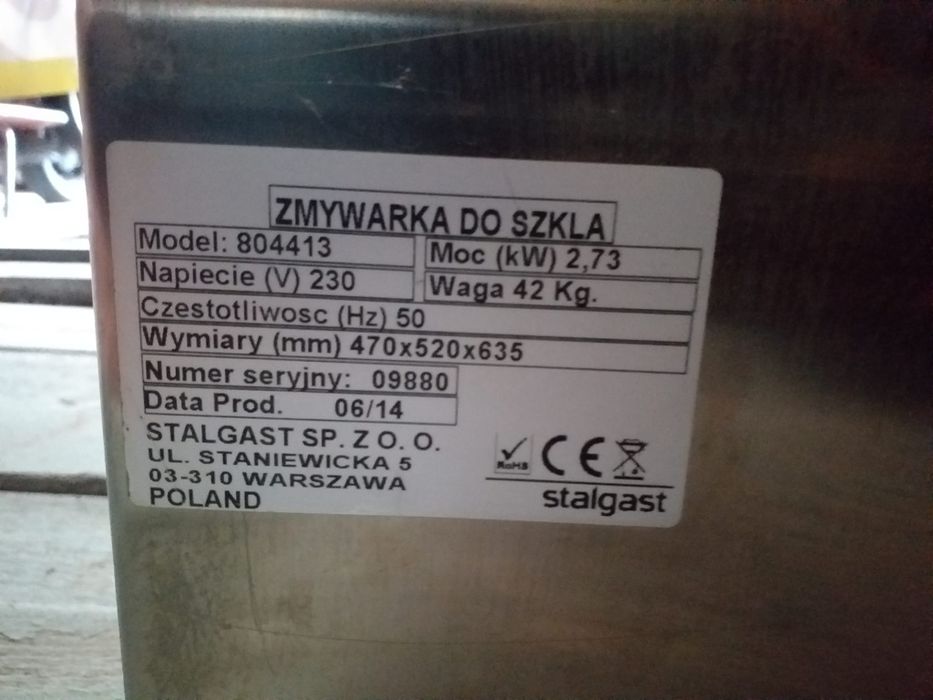 ZMYWARKA DO SZKLA
Model: 804413
Moc (kW) 2,73
Napiecie (V) 230
Waga 42 Kg.
Czestotliwosc (Hz) 50
Wymiary (mm) 470x520x635
Numer seryjny: 09880
Data Prod. 06/14
STALGAST SP. Z O. O.
UL. STANIEWICKA 5
03-310 WARSZAWA
POLAND
RoHS
CE
stalgast